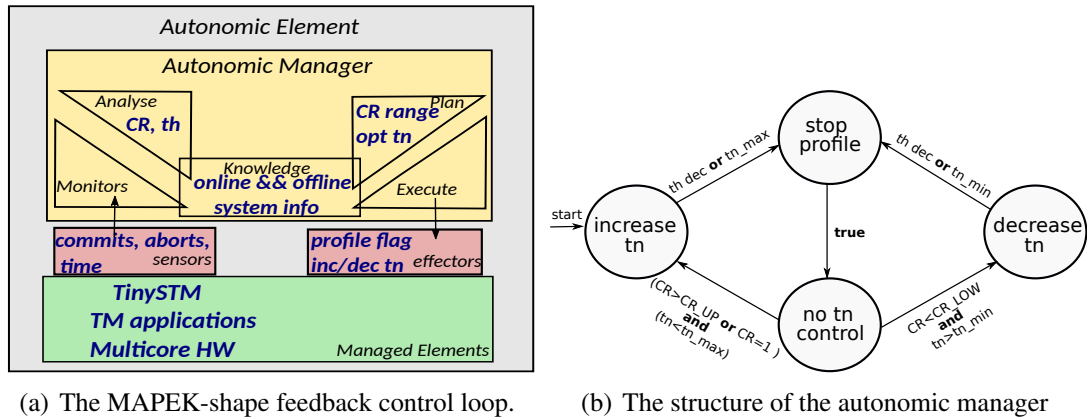 Autonomic Element
Autonomic Manager
Analyse
CR, th
Plan
CR range
opt tn
Knowledge
online && offline
system info
Monitors
Execute
commits, aborts,
time
sensors
profile flag
inc/dec tn
effectors
TinySTM
TM applications
Multicore HW
Managed Elements
(a) The MAPEK-shape feedback control loop.
stop
profile
th dec or tn_max
th dec or tn_min
start
increase
tn
decrease
tn
true
(CR>CR_UP or CR=1 )
and
(tn<tn_max)
no tn
control
CR<CR_LOW
and
tn>tn_min
(b) The structure of the autonomic manager